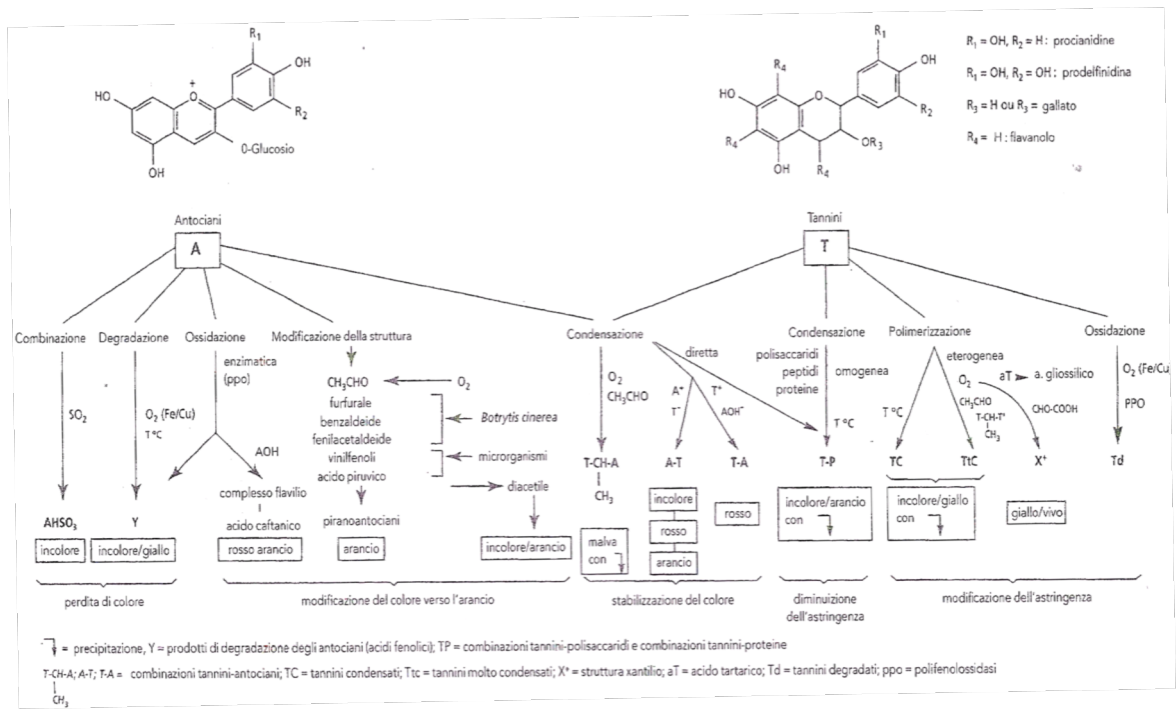 R₁
OH
HO
O
+
R₂
O-Glucosio
OH
R₁
OH
R₄
HO
O
R₂
R₄
OR₃
OH
R₄
R₁ = OH, R₂ = H : procianidine
R₁ = OH, R₂ = OH : prodelfinidina
R₃ = H ou R₃ = gallato
R₄ = H : flavanolo
Antociani
A
Tannini
T
Combinazione
Degradazione
Ossidazione
Modificazione della struttura
Condensazione
Condensazione
Polimerizzazione
Ossidazione
SO₂
O₂ (Fe/Cu)
T °C
enzimatica
(ppo)
AOH
CH₃CHO
O₂
furfurale
benzaldeide
fenilacetaldeide
vinilfenoli
acido piruvico
Botrytis cinerea
microrganismi
diacetile
O₂
CH₃CHO
diretta
A⁺
T⁻
T⁺
AOH⁻
polisaccaridi
peptidi
proteine
omogenea
T °C
T °C
eterogenea
O₂
CH₃CHO
T-CH-T⁺
CH₃
aT
a. gliossilico
CHO-COOH
O₂ (Fe/Cu
PPO
AHSO₃
Y
complesso flavilio
acido caftanico
piranoantociani
T-CH-A
CH₃
A-T
T-A
T-P
TC
TtC
X⁺
Td
incolore
incolore/giallo
rosso arancio
arancio
incolore/arancio
malva
con
incolore
rosso
arancio
rosso
incolore/arancio
con
incolore/giallo
con
giallo/vivo
perdita di colore
modificazione del colore verso l'arancio
stabilizzazione del colore
diminuizione
dell'astringenza
modificazione dell'astringenza
= precipitazione, Y = prodotti di degradazione degli antociani (acidi fenolici); TP = combinazioni tannini-polisaccaridi e combinazioni tannini-proteine
T-CH-A; A-T; T-A = combinazioni tannini-antociani; TC = tannini condensati; Ttc = tannini molto condensati; X⁺ = struttura xantilio; aT = acido tartarico; Td = tannini degradati; ppo = polifenolossidasi
CH₃